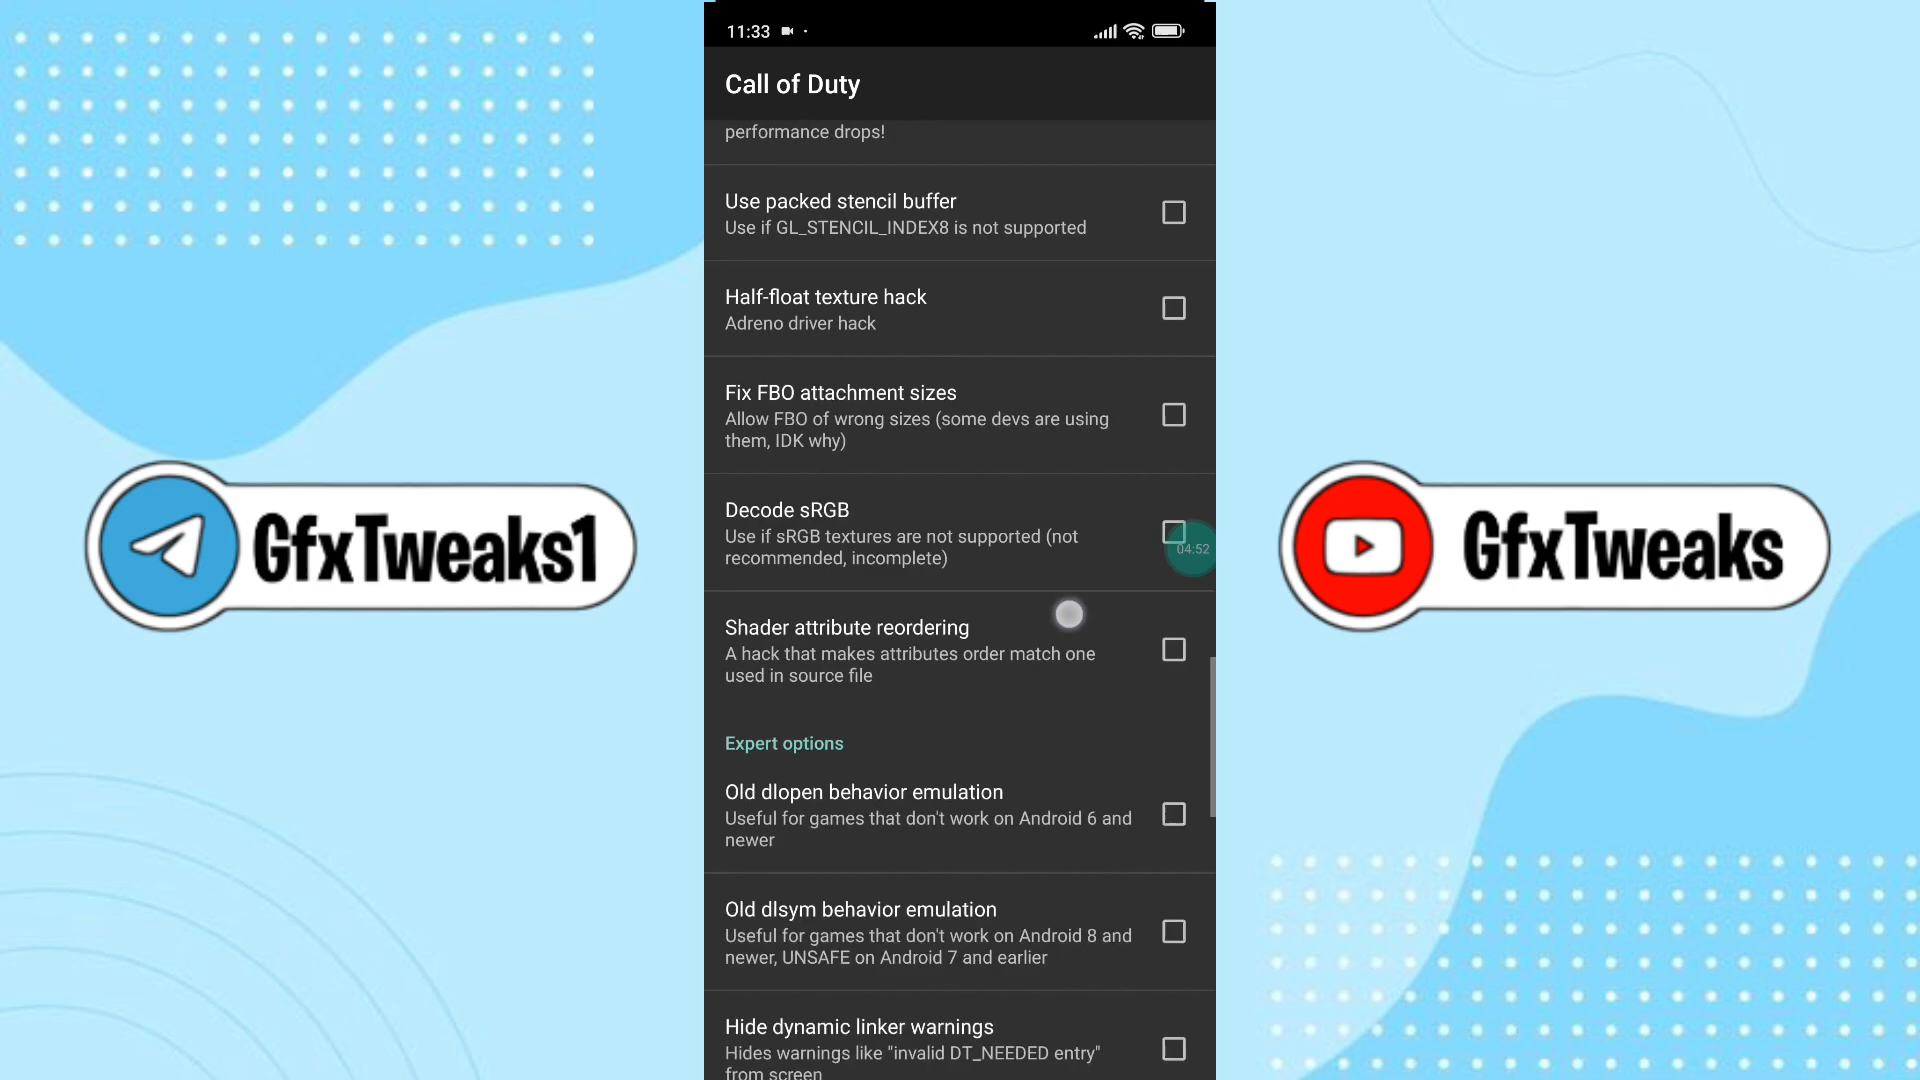 11:33
Call of Duty
performance drops!
Use packed stencil buffer
Use if GL_STENCIL_INDEX8 is not supported
Half-float texture hack
Adreno driver hack
Fix FBO attachment sizes
Allow FBO of wrong sizes (some devs are using
them, IDK why)
Decode sRGB
Use if sRGB textures are not supported (not
recommended, incomplete)
04:52
Shader attribute reordering
A hack that makes attributes order match one
used in source file
Expert options
Old dlopen behavior emulation
Useful for games that don't work on Android 6 and
newer
Old dlsym behavior emulation
Useful for games that don't work on Android 8 and
newer, UNSAFE on Android 7 and earlier
Hide dynamic linker warnings
Hides warnings like "invalid DT_NEEDED entry"
from screen
GfxTweaks1
GfxTweaks